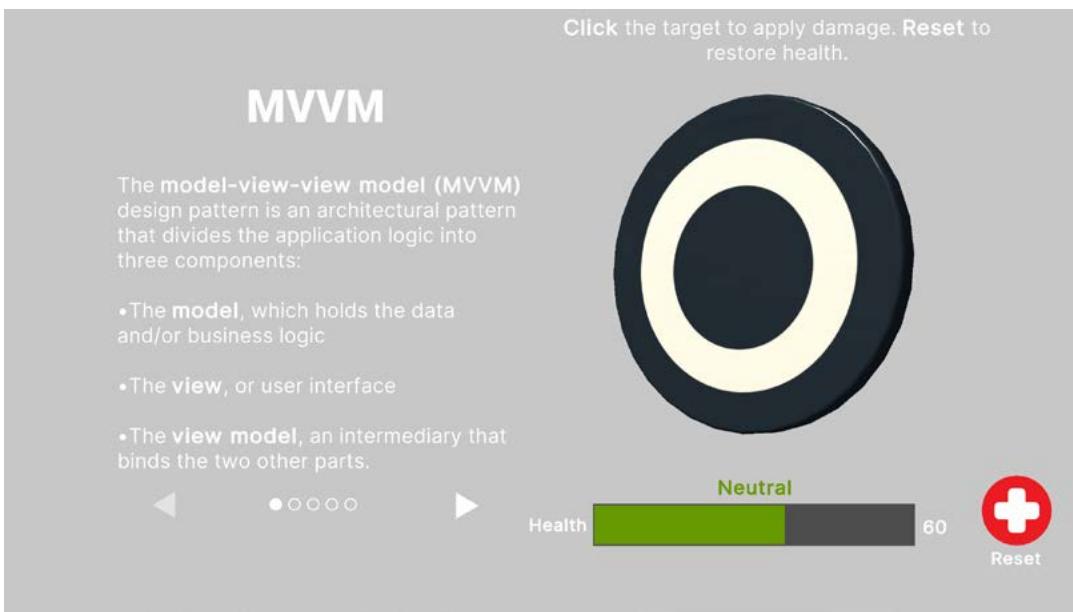 Click the target to apply damage. Reset to
restore health.
MVVM
The model-view-view model (MVVM)
design pattern is an architectural pattern
that divides the application logic into
three components:
•The model, which holds the data
and/or business logic
•The view, or user interface
•The view model, an intermediary that
binds the two other parts.
Neutral
Health
60
Reset